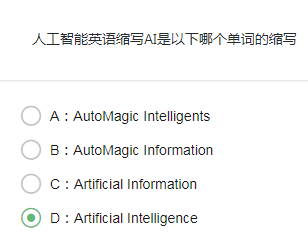 人工智能英语缩写AI是以下哪个单词的缩写
A：AutoMagic Intelligents
B：AutoMagic Information
C：Artificial Information
D：Artificial Intelligence